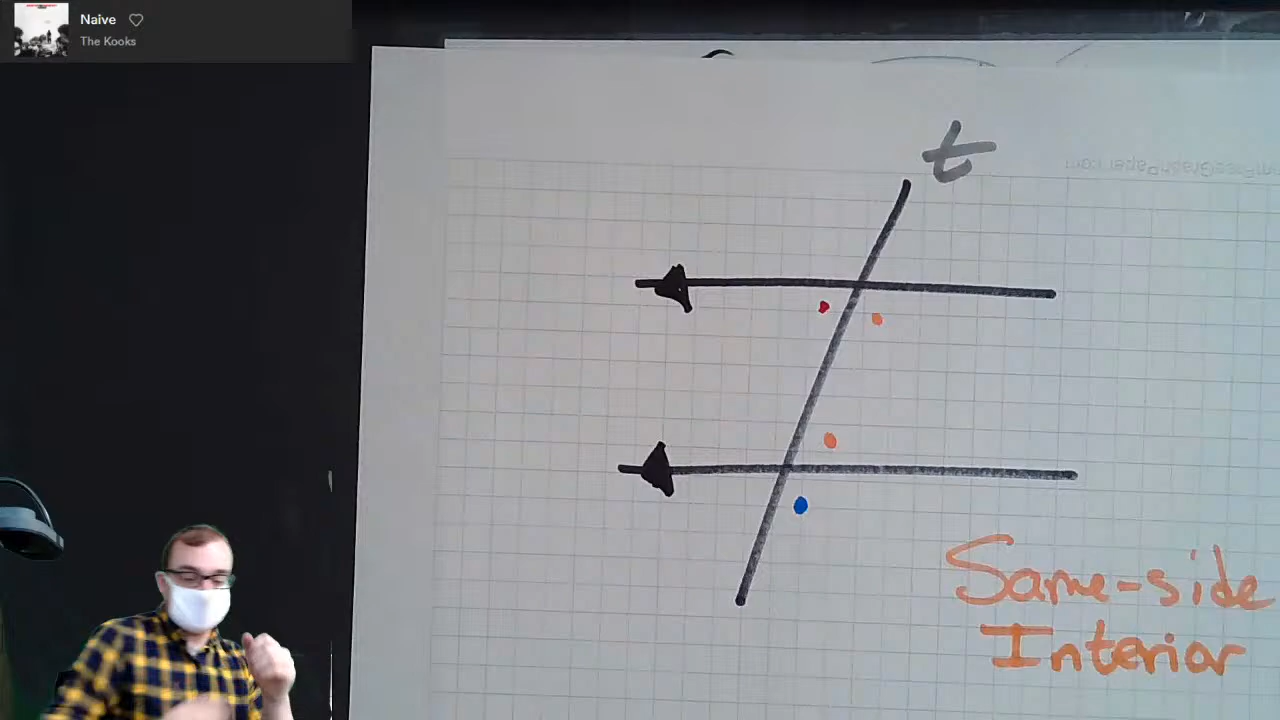 Naive
The Kooks
t
Same-side
Interior